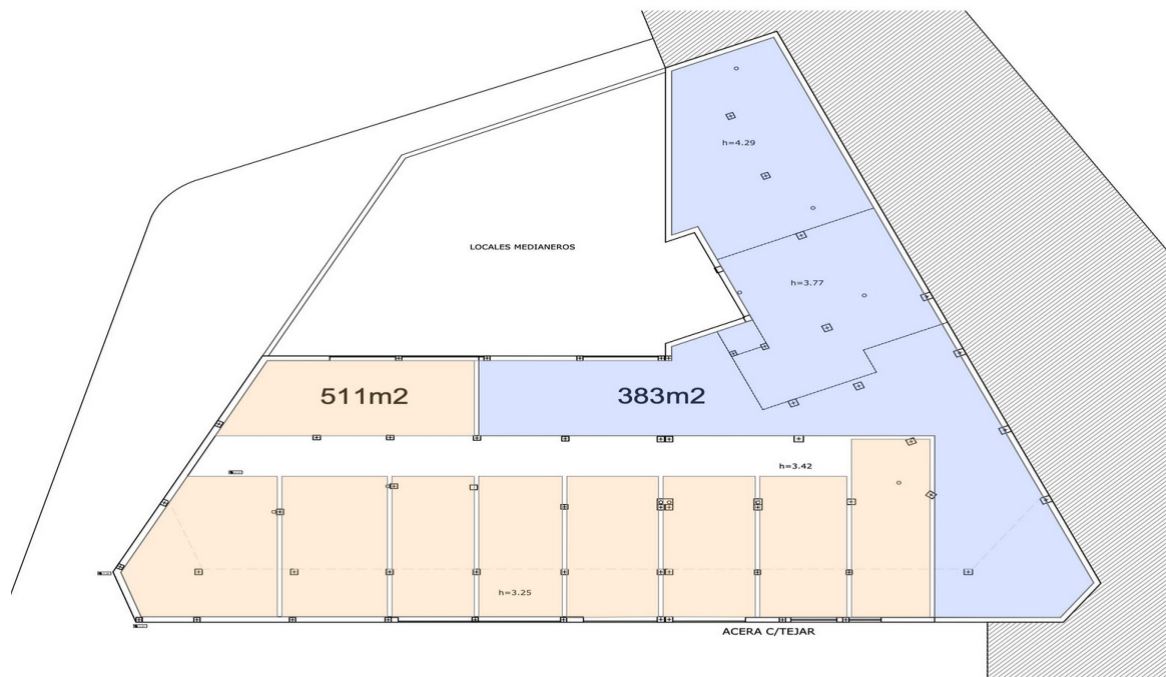 h=4.29
LOCALES MEDIANEROS
h=3.77
511m2
383m2
h=3.42
h=3.25
ACERA C/TEJAR